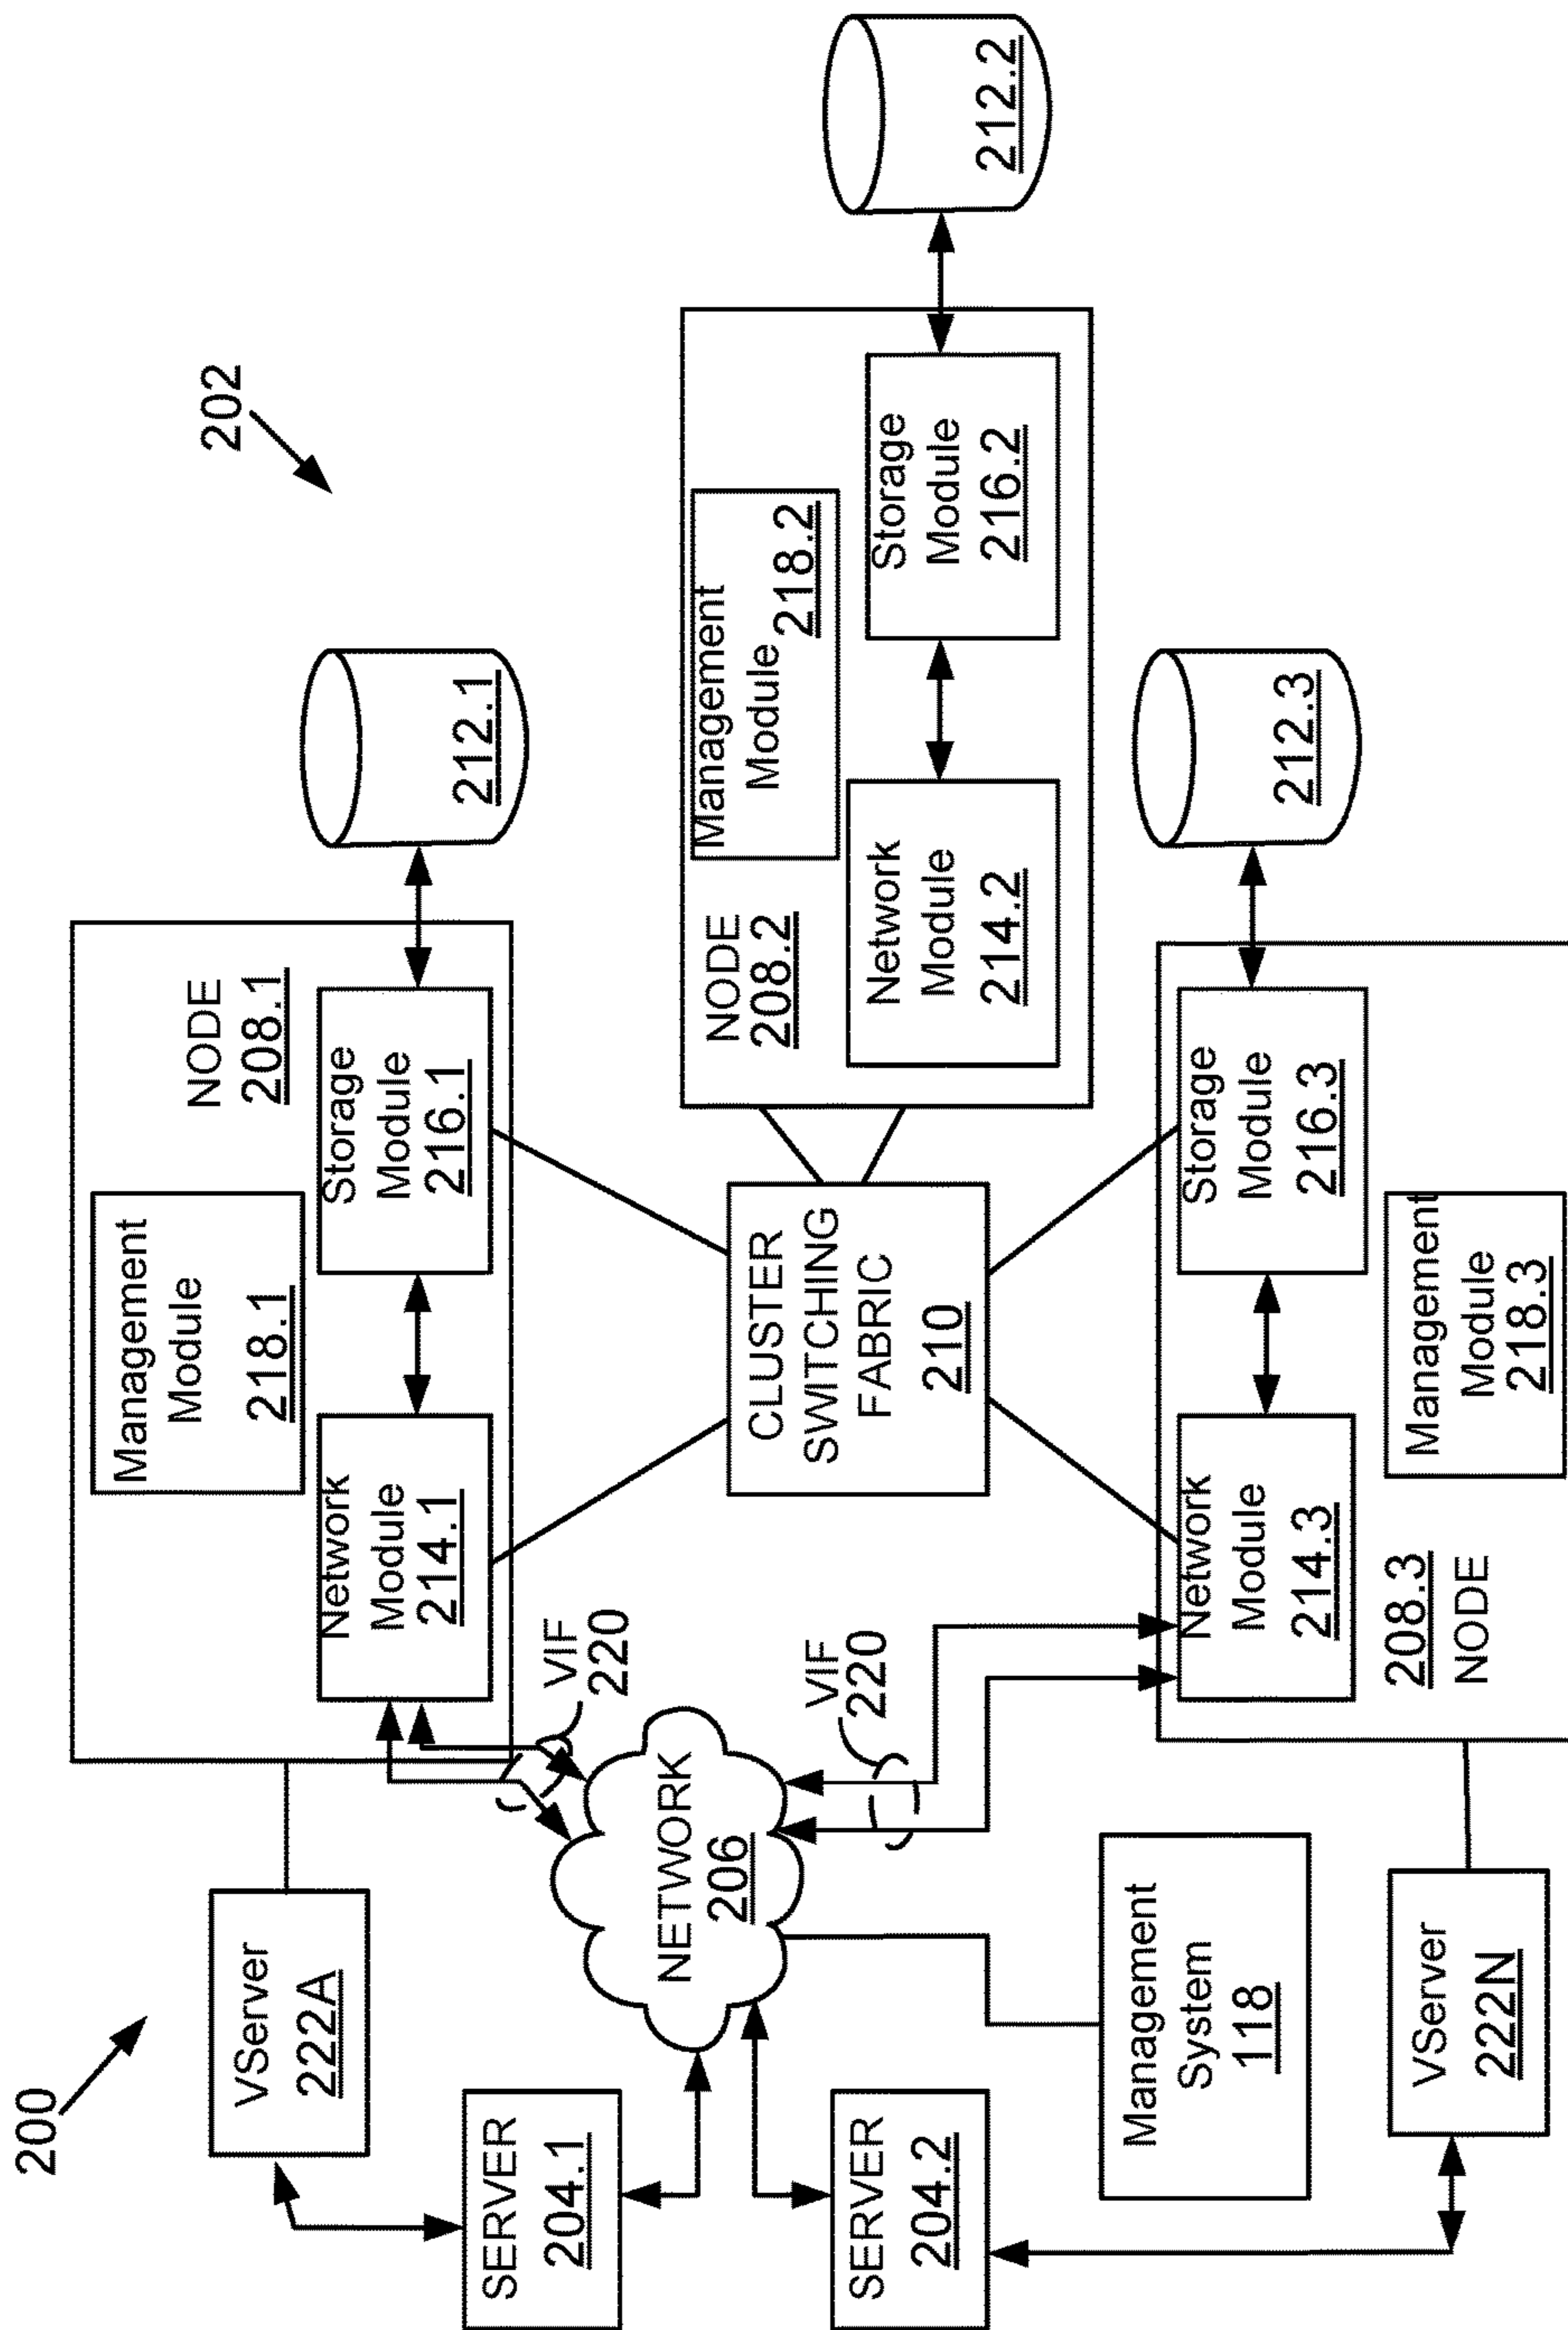 200
202
VServer
222A
SERVER
204.1
SERVER
204.2
Management
System
118
VServer
222N
NETWORK
206
VIF
220
VIF
220
Management
Module
218.1
NODE
208.1
Network
Module
214.1
Storage
Module
216.1
212.1
CLUSTER
SWITCHING
FABRIC
210
NODE
208.2
Management
Module
218.2
Network
Module
214.2
Storage
Module
216.2
212.2
Network
Module
214.3
Storage
Module
216.3
208.3
NODE
Management
Module
218.3
212.3